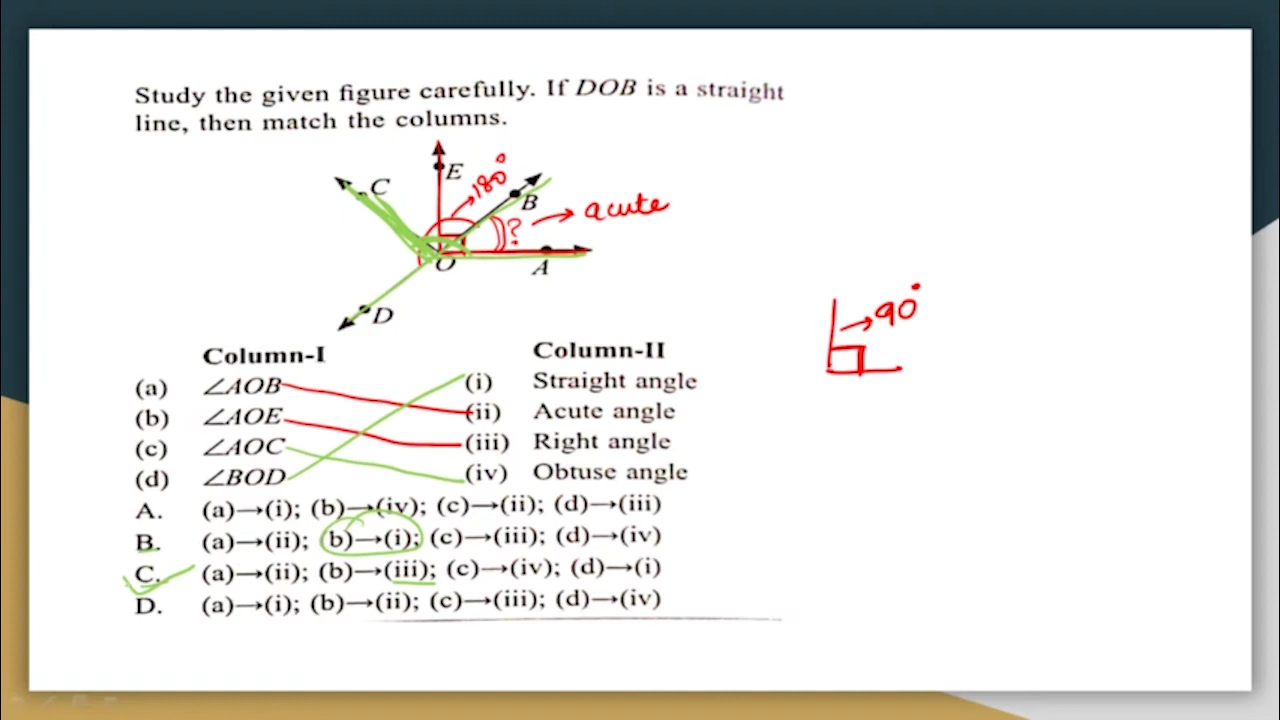 Study the given figure carefully. If DOB is a straight
line, then match the columns.
E
180°
C
B
? → acute
O
A
D
→90°
Column-I Column-II
(a) ∠AOB (i) Straight angle
(b) ∠AOE (ii) Acute angle
(c) ∠AOC (iii) Right angle
(d) ∠BOD (iv) Obtuse angle
A. (a)→(i); (b)→(iv); (c)→(ii); (d)→(iii)
B. (a)→(ii); (b)→(i); (c)→(iii); (d)→(iv)
C. (a)→(ii); (b)→(iii); (c)→(iv); (d)→(i)
D. (a)→(i); (b)→(ii); (c)→(iii); (d)→(iv)